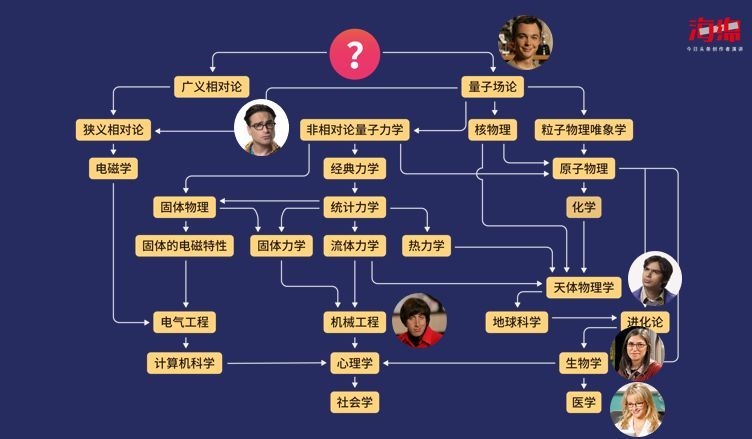 海绵
今日头条创作者演讲
?
广义相对论
量子场论
狭义相对论
非相对论量子力学
核物理
粒子物理唯象学
电磁学
经典力学
原子物理
固体物理
统计力学
化学
固体的电磁特性
固体力学
流体力学
热力学
天体物理学
电气工程
机械工程
地球科学
进化论
计算机科学
心理学
生物学
社会学
医学